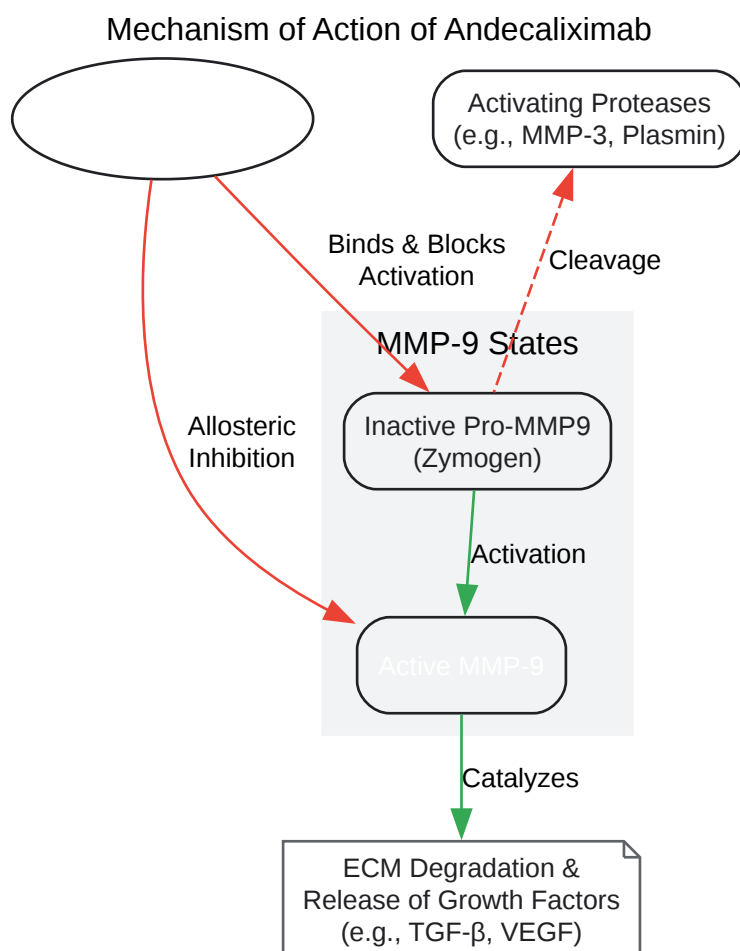 Mechanism of Action of Andecaliximab
Activating Proteases
(e.g., MMP-3, Plasmin)
Binds & Blocks
Activation
Cleavage
MMP-9 States
Inactive Pro-MMP9
(Zymogen)
Allosteric
Inhibition
Activation
Active MMP-9
Catalyzes
ECM Degradation &
Release of Growth Factors
(e.g., TGF-β, VEGF)